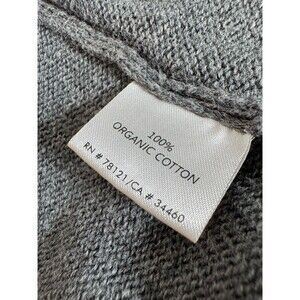 100%
ORGANIC COTTON
RN # 78121/CA # 34460